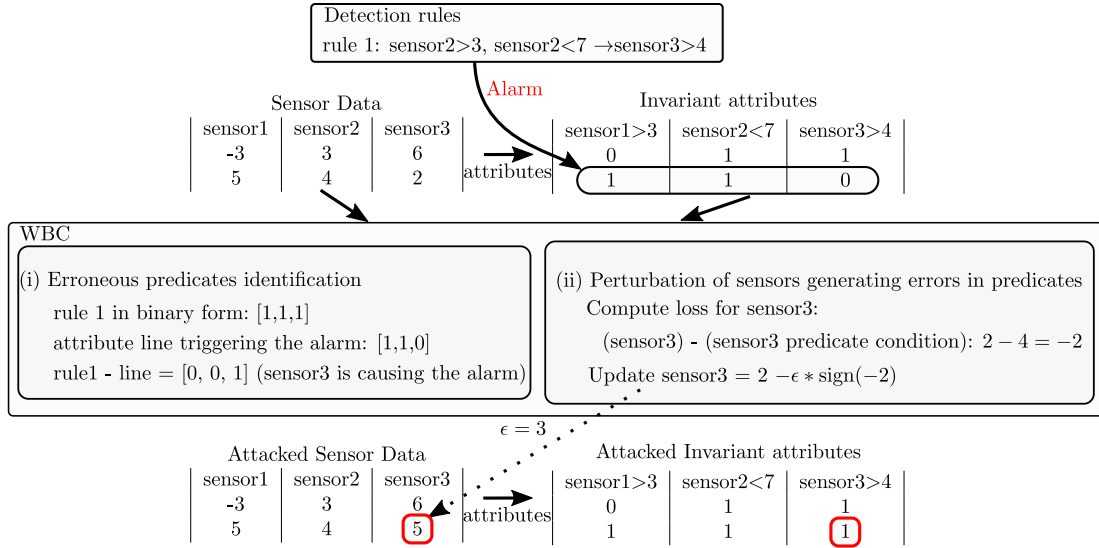 Detection rules
rule 1: sensor2>3, sensor2<7 →sensor3>4
Alarm
Sensor Data
sensor1 sensor2 sensor3
-3 3 6
5 4 2
attributes
Invariant attributes
sensor1>3 sensor2<7 sensor3>4
0 1 1
1 1 0
WBC
(i) Erroneous predicates identification
rule 1 in binary form: [1,1,1]
attribute line triggering the alarm: [1,1,0]
rule1 - line = [0, 0, 1] (sensor3 is causing the alarm)
(ii) Perturbation of sensors generating errors in predicates
Compute loss for sensor3:
(sensor3) - (sensor3 predicate condition): 2 − 4 = −2
Update sensor3 = 2 −ϵ ∗ sign(−2)
ϵ = 3
Attacked Sensor Data
sensor1 sensor2 sensor3
-3 3 6
5 4 5
attributes
Attacked Invariant attributes
sensor1>3 sensor2<7 sensor3>4
0 1 1
1 1 1